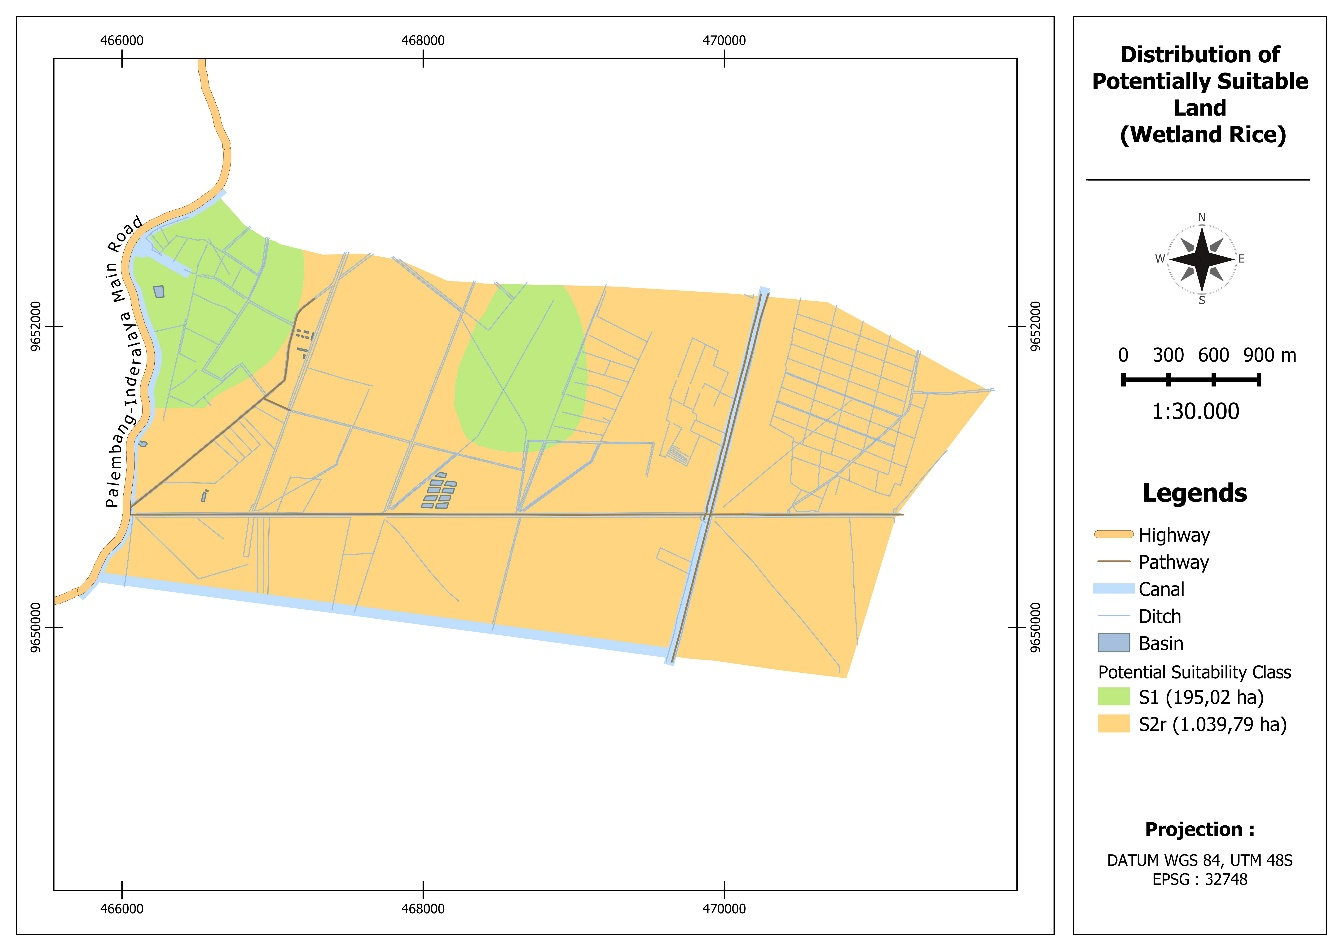 466000
468000
470000
9652000
9650000
Palembang-Inderalaya Main Road
9652000
9650000
466000
468000
470000
Distribution of
Potentially Suitable
Land
(Wetland Rice)
N
W
E
S
0 300 600 900 m
1:30.000
Legends
Highway
Pathway
Canal
Ditch
Basin
Potential Suitability Class
S1 (195,02 ha)
S2r (1.039,79 ha)
Projection :
DATUM WGS 84, UTM 48S
EPSG : 32748